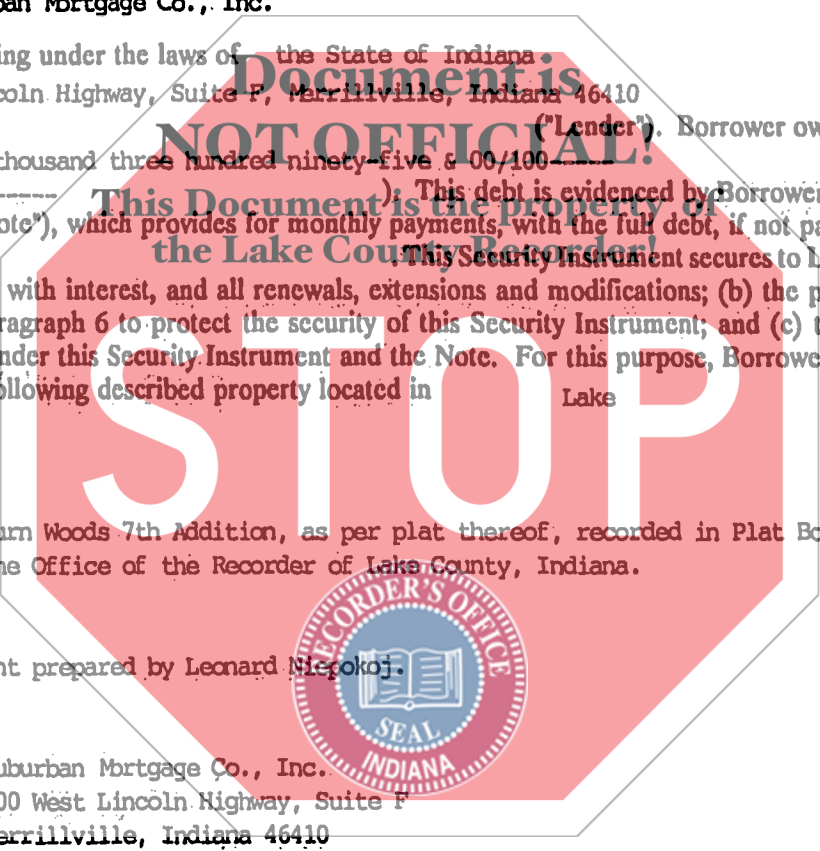 ban Mortgage Co., Inc.
ing under the laws of the State of Indiana
Document is
coln Highway, Suite F, Merrillville, Indiana 46410
NOT OFFICIAL!
("Lender"). Borrower ow
thousand three hundred ninety-five & 00/100------
------ ). This debt is evidenced by Borrower
This Document is the property of
ote"), which provides for monthly payments, with the full debt, if not pa
the Lake County Recorder!
. This Security Instrument secures to L
with interest, and all renewals, extensions and modifications; (b) the p
ragraph 6 to protect the security of this Security Instrument; and (c) t
nder this Security Instrument and the Note. For this purpose, Borrowe
ollowing described property located in Lake
STOP
urn Woods 7th Addition, as per plat thereof, recorded in Plat Bo
he Office of the Recorder of Lake County, Indiana.
RECORDER'S OFFICE
nt prepared by Leonard Niepokoj.
SEAL
INDIANA
uburban Mortgage Co., Inc.
00 West Lincoln Highway, Suite F
errillville, Indiana 46410